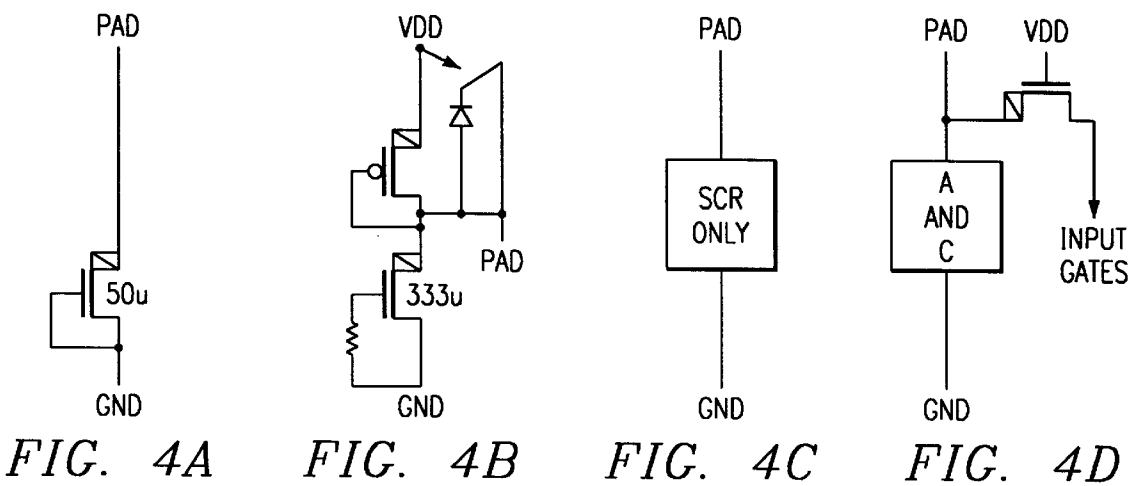 PAD
50u
GND
FIG. 4A
VDD
PAD
333u
GND
FIG. 4B
PAD
SCR
ONLY
GND
FIG. 4C
PAD
VDD
A
AND
C
INPUT
GATES
GND
FIG. 4D